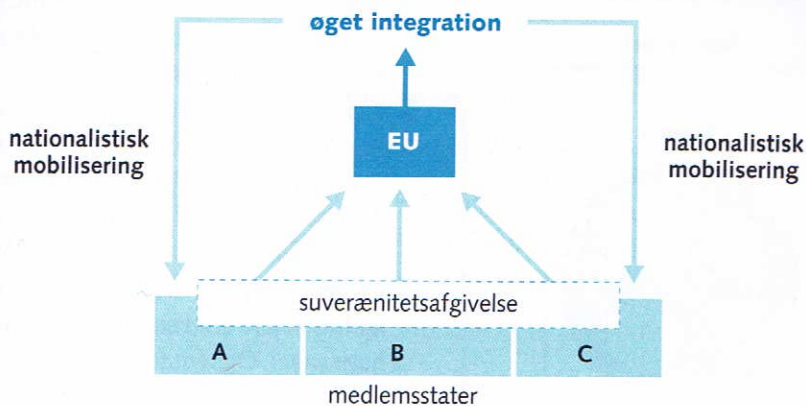 øget integration
EU
nationalistisk
mobilisering
nationalistisk
mobilisering
suverænitetsafgivelse
A
B
C
medlemsstater